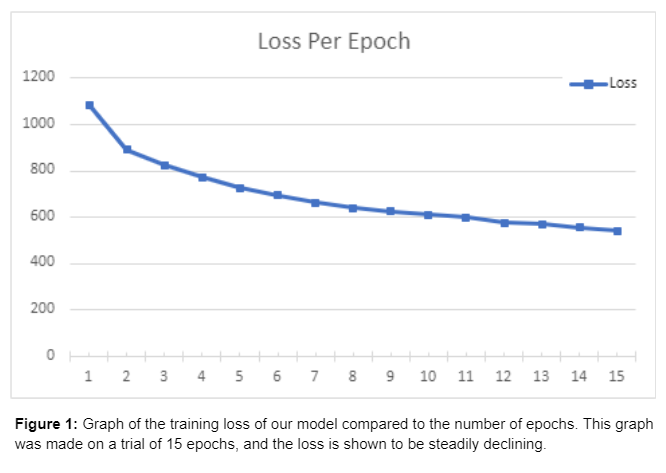 Loss Per Epoch
1200
Loss
1000
800
600
400
200
0
1 2 3 4 5 6 7 8 9 10 11 12 13 14 15
Figure 1: Graph of the training loss of our model compared to the number of epochs. This graph
was made on a trial of 15 epochs, and the loss is shown to be steadily declining.